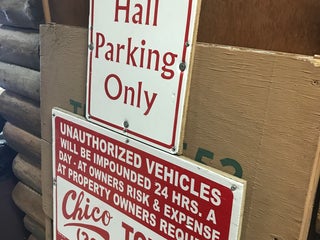 Hall
Parking
Only
UNAUTHORIZED VEHICLES
WILL BE IMPOUNDED 24 HRS. A
DAY - AT OWNERS RISK & EXPENSE
AT PROPERTY OWNERS
Chico